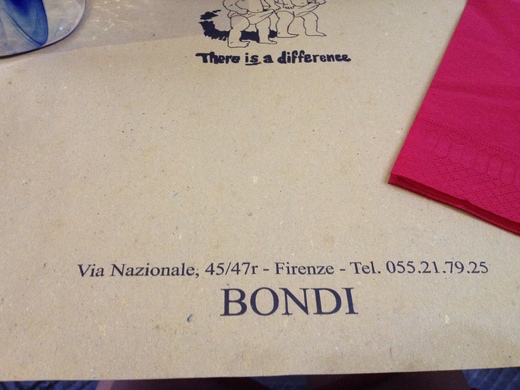 There is a difference
Via Nazionale, 45/47r - Firenze - Tel. 055.21.79.25
BONDI